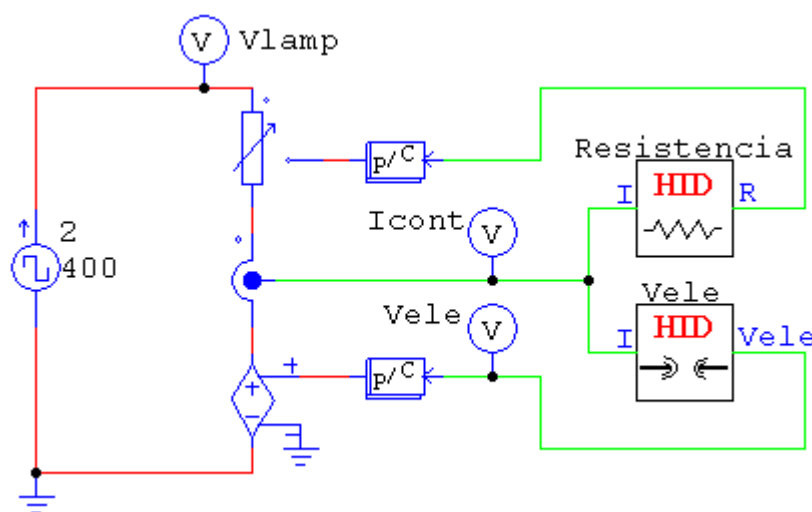 V Vlamp
p/C
Resistencia
HID
I R
2
400
Icont
V
Vele
V
Vele
HID
I Vele
+
p/C
+
−